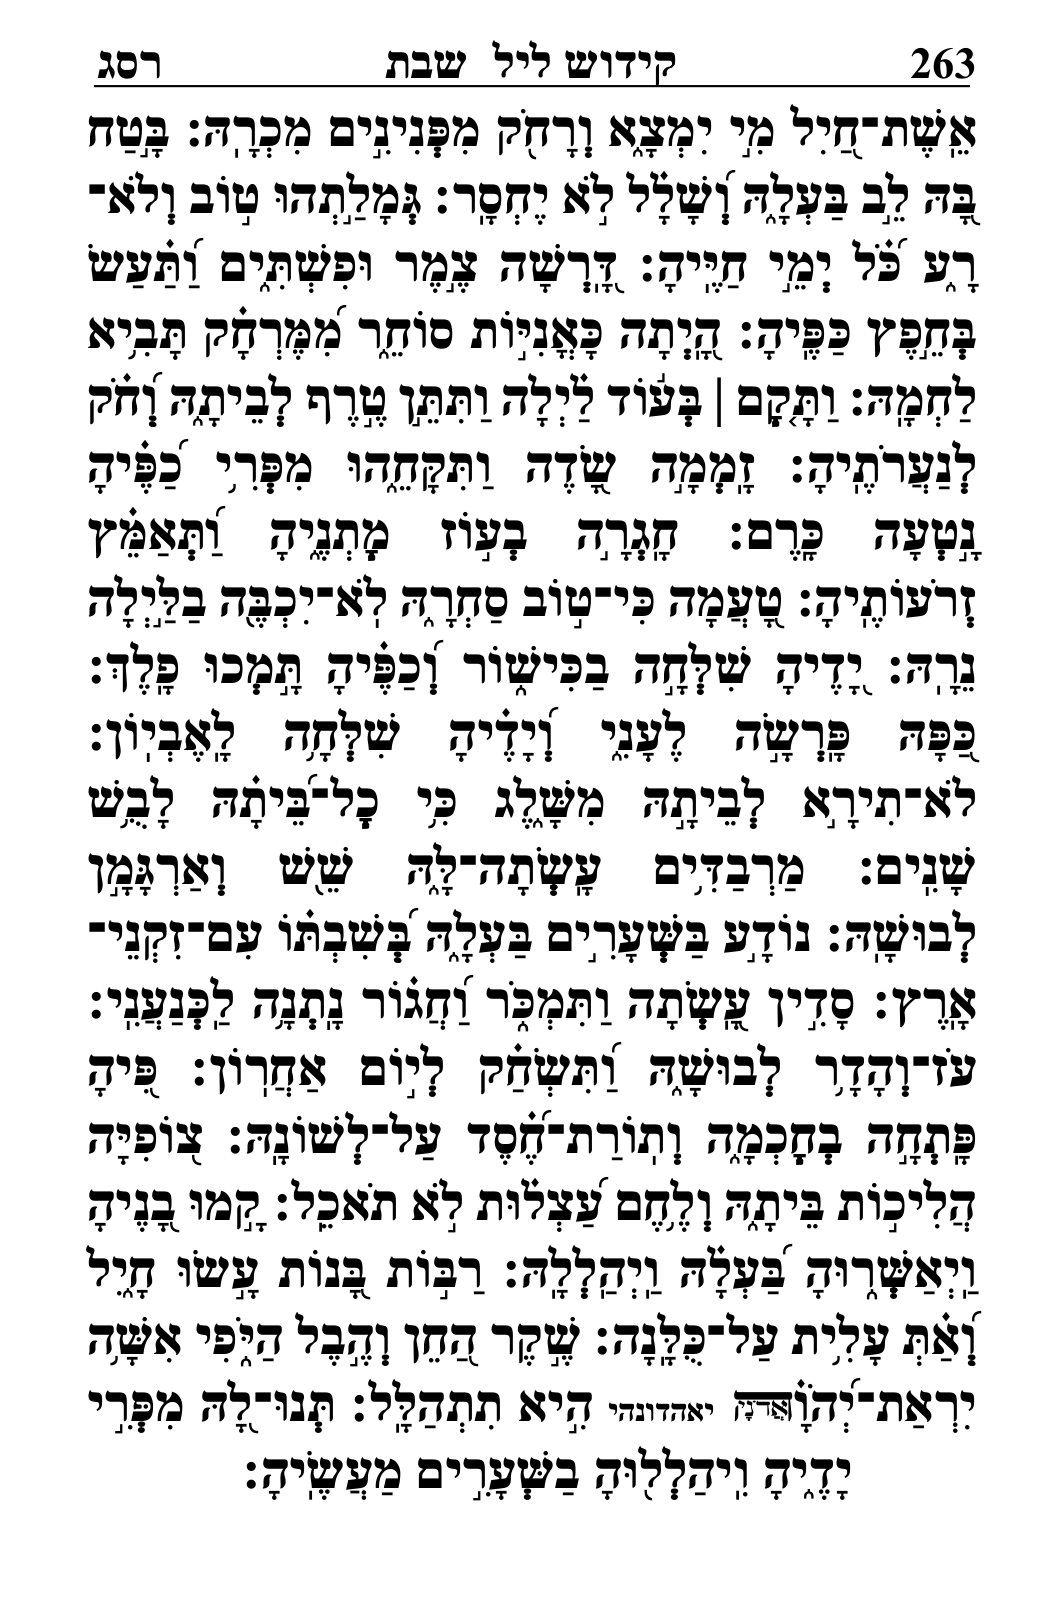 263 קידוש ליל שבת רסג
אֵֽשֶׁת־חַ֭יִל מִ֣י יִמְצָ֑א וְרָחֹ֖ק מִפְּנִינִ֣ים מִכְרָֽהּ: בָּ֣טַח
בָּ֭הּ לֵ֣ב בַּעְלָ֑הּ וְ֝שָׁלָ֗ל לֹ֣א יֶחְסָֽר: גְּמָלַ֣תְהוּ ט֣וֹב וְלֹא־
רָ֑ע כֹּ֝֗ל יְמֵ֣י חַיֶּֽיהָ: דָּ֭רְשָׁה צֶ֣מֶר וּפִשְׁתִּ֑ים וַ֝תַּ֗עַשׂ
בְּחֵ֣פֶץ כַּפֶּֽיהָ: הָ֭יְתָה כׇּאֳנִיּ֣וֹת סוֹחֵ֑ר מִ֝מֶּרְחָ֗ק תָּבִ֥יא
לַחְמָֽהּ: וַתָּ֤קׇם | בְּע֬וֹד לַ֗יְלָה וַתִּתֵּ֣ן טֶ֣רֶף לְבֵיתָ֑הּ וְ֝חֹ֗ק
לְנַעֲרֹתֶֽיהָ: זָמְמָ֣ה שָׂ֭דֶה וַתִּקָּחֵ֑הוּ מִפְּרִ֥י כַ֝פֶּ֗יהָ
נָ֣טְעָה כָּֽרֶם: חָגְרָ֣ה בְע֣וֹז מׇתְנֶ֑יהָ וַ֝תְּאַמֵּ֗ץ
זְרֹעוֹתֶֽיהָ: טָ֭עֲמָה כִּי־ט֣וֹב סַחְרָ֑הּ לֹֽא־יִכְבֶּ֖ה בַלַּ֣יְלָה
נֵרָֽהּ: יָ֭דֶיהָ שִׁלְּחָ֣ה בַכִּישׁ֑וֹר וְ֝כַפֶּ֗יהָ תָּ֣מְכוּ פָֽלֶךְ:
כַּ֭פָּהּ פָּרְשָׂ֣ה לֶעָנִ֑י וְ֝יָדֶ֗יהָ שִׁלְּחָ֥ה לָֽאֶבְיֽוֹן:
לֹא־תִירָ֣א לְבֵיתָ֣הּ מִשָּׁ֑לֶג כִּ֥י כׇל־בֵּ֝יתָ֗הּ לָבֻ֥שׁ
שָׁנִֽים: מַרְבַדִּ֥ים עָֽשְׂתָה־לָּ֑הּ שֵׁ֖שׁ וְאַרְגָּמָ֣ן
לְבוּשָֽׁהּ: נוֹדָ֣ע בַּשְּׁעָרִ֣ים בַּעְלָ֑הּ בְּ֝שִׁבְתּ֗וֹ עִם־זִקְנֵי־
אָֽרֶץ: סָדִ֣ין עָ֭שְׂתָה וַתִּמְכֹּ֑ר וַ֝חֲג֗וֹר נָתְנָ֥ה לַֽכְּנַעֲנִֽי:
עֹז־וְהָדָ֥ר לְבוּשָׁ֑הּ וַ֝תִּשְׂחַ֗ק לְי֣וֹם אַחֲרֽוֹן: פִּ֭יהָ
פָּתְחָ֣ה בְחׇכְמָ֑ה וְתֽוֹרַת־חֶ֝֗סֶד עַל־לְשׁוֹנָֽהּ: צ֭וֹפִיָּה
הֲלִיכ֣וֹת בֵּיתָ֑הּ וְלֶ֥חֶם עַ֝צְל֗וּת לֹ֣א תֹאכֵֽל: קָ֣מוּ בָ֭נֶיהָ
וַֽיְאַשְּׁר֑וּהָ בַּ֝עְלָ֗הּ וַֽיְהַֽלְלָֽהּ: רַבּ֣וֹת בָּ֭נוֹת עָ֣שׂוּ חָ֑יִל
וְ֝אַ֗תְּ עָלִ֥ית עַל־כֻּלָּֽנָה: שֶׁ֣קֶר הַ֭חֵן וְהֶ֣בֶל הַיֹּ֑פִי אִשָּׁ֥ה
יִרְאַת־יְ֝הֹוָ֗ה אֲדֹנָי יאהדונהי הִ֣יא תִתְהַלָּֽל: תְּנוּ־לָ֭הּ מִפְּרִ֣י
יָדֶ֑יהָ וִֽיהַלְל֖וּהָ בַשְּׁעָרִ֣ים מַעֲשֶֽׂיהָ: